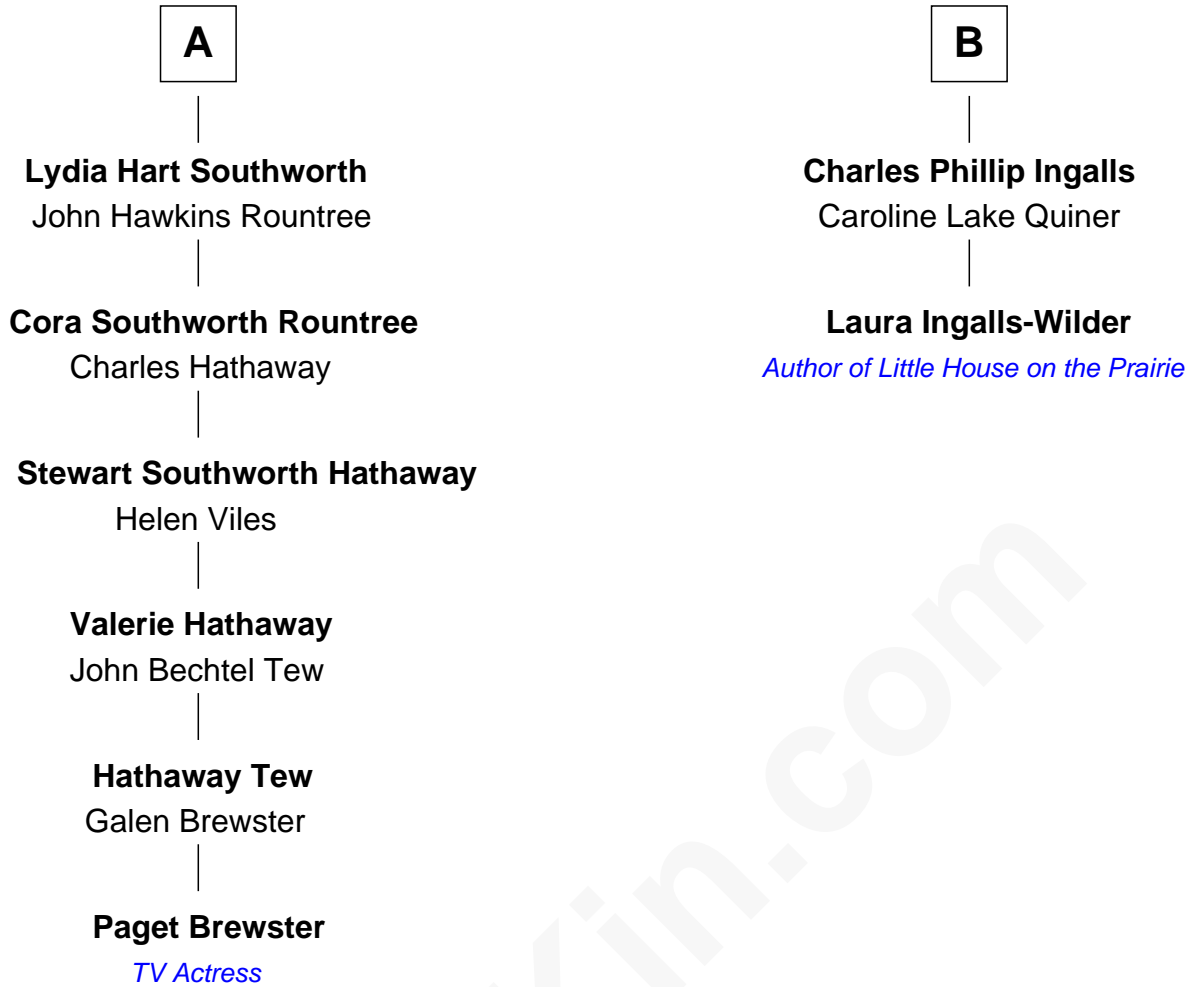 A
Lydia Hart Southworth
John Hawkins Rountree
Cora Southworth Rountree
Charles Hathaway
Stewart Southworth Hathaway
Helen Viles
Valerie Hathaway
John Bechtel Tew
Hathaway Tew
Galen Brewster
Paget Brewster
TV Actress
B
Charles Phillip Ingalls
Caroline Lake Quiner
Laura Ingalls-Wilder
Author of Little House on the Prairie